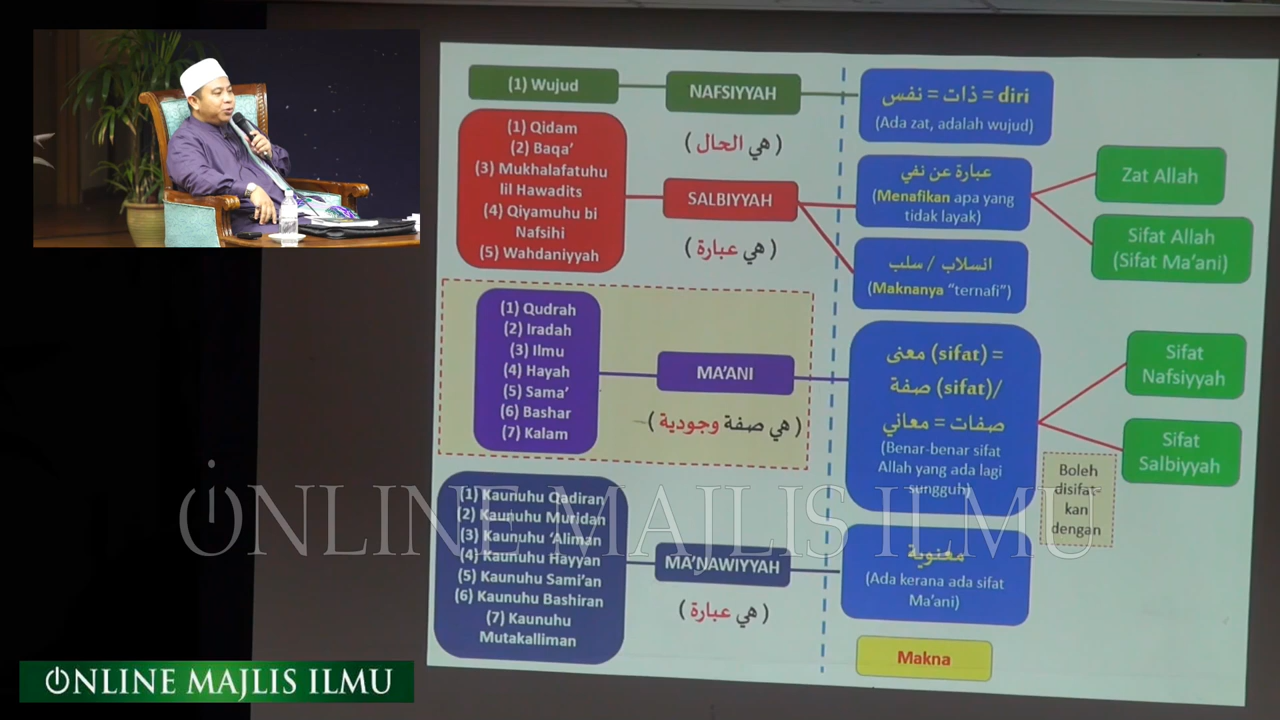 (1) Wujud
NAFSIYYAH
( هي الحال )
نفس = ذات = diri
(Ada zat, adalah wujud)
(1) Qidam
(2) Baqa’
(3) Mukhalafatuhu
lil Hawadits
(4) Qiyamuhu bi
Nafsihi
(5) Wahdaniyyah
SALBIYYAH
( هي عبارة )
عبارة عن نفي
(Menafikan apa yang
tidak layak)
Zat Allah
Sifat Allah
(Sifat Ma’ani)
انسلاب / سلب
(Maknanya “ternafi”)
(1) Qudrah
(2) Iradah
(3) Ilmu
(4) Hayah
(5) Sama’
(6) Bashar
(7) Kalam
MA’ANI
( هي صفة وجودية )
معنى (sifat) =
صفة (sifat)/
صفات = معاني
(Benar-benar sifat
Allah yang ada lagi
sungguh)
Sifat
Nafsiyyah
Sifat
Salbiyyah
Boleh
disifat-
kan
dengan
(1) Kaunuhu Qadiran
(2) Kaunuhu Muridan
(3) Kaunuhu ‘Aliman
(4) Kaunuhu Hayyan
(5) Kaunuhu Sami’an
(6) Kaunuhu Bashiran
(7) Kaunuhu
Mutakalliman
MA’NAWIYYAH
( هي عبارة )
معنوية
(Ada kerana ada sifat
Ma’ani)
Makna
ONLINE MAJLIS ILMU
ONLINE MAJLIS ILMU